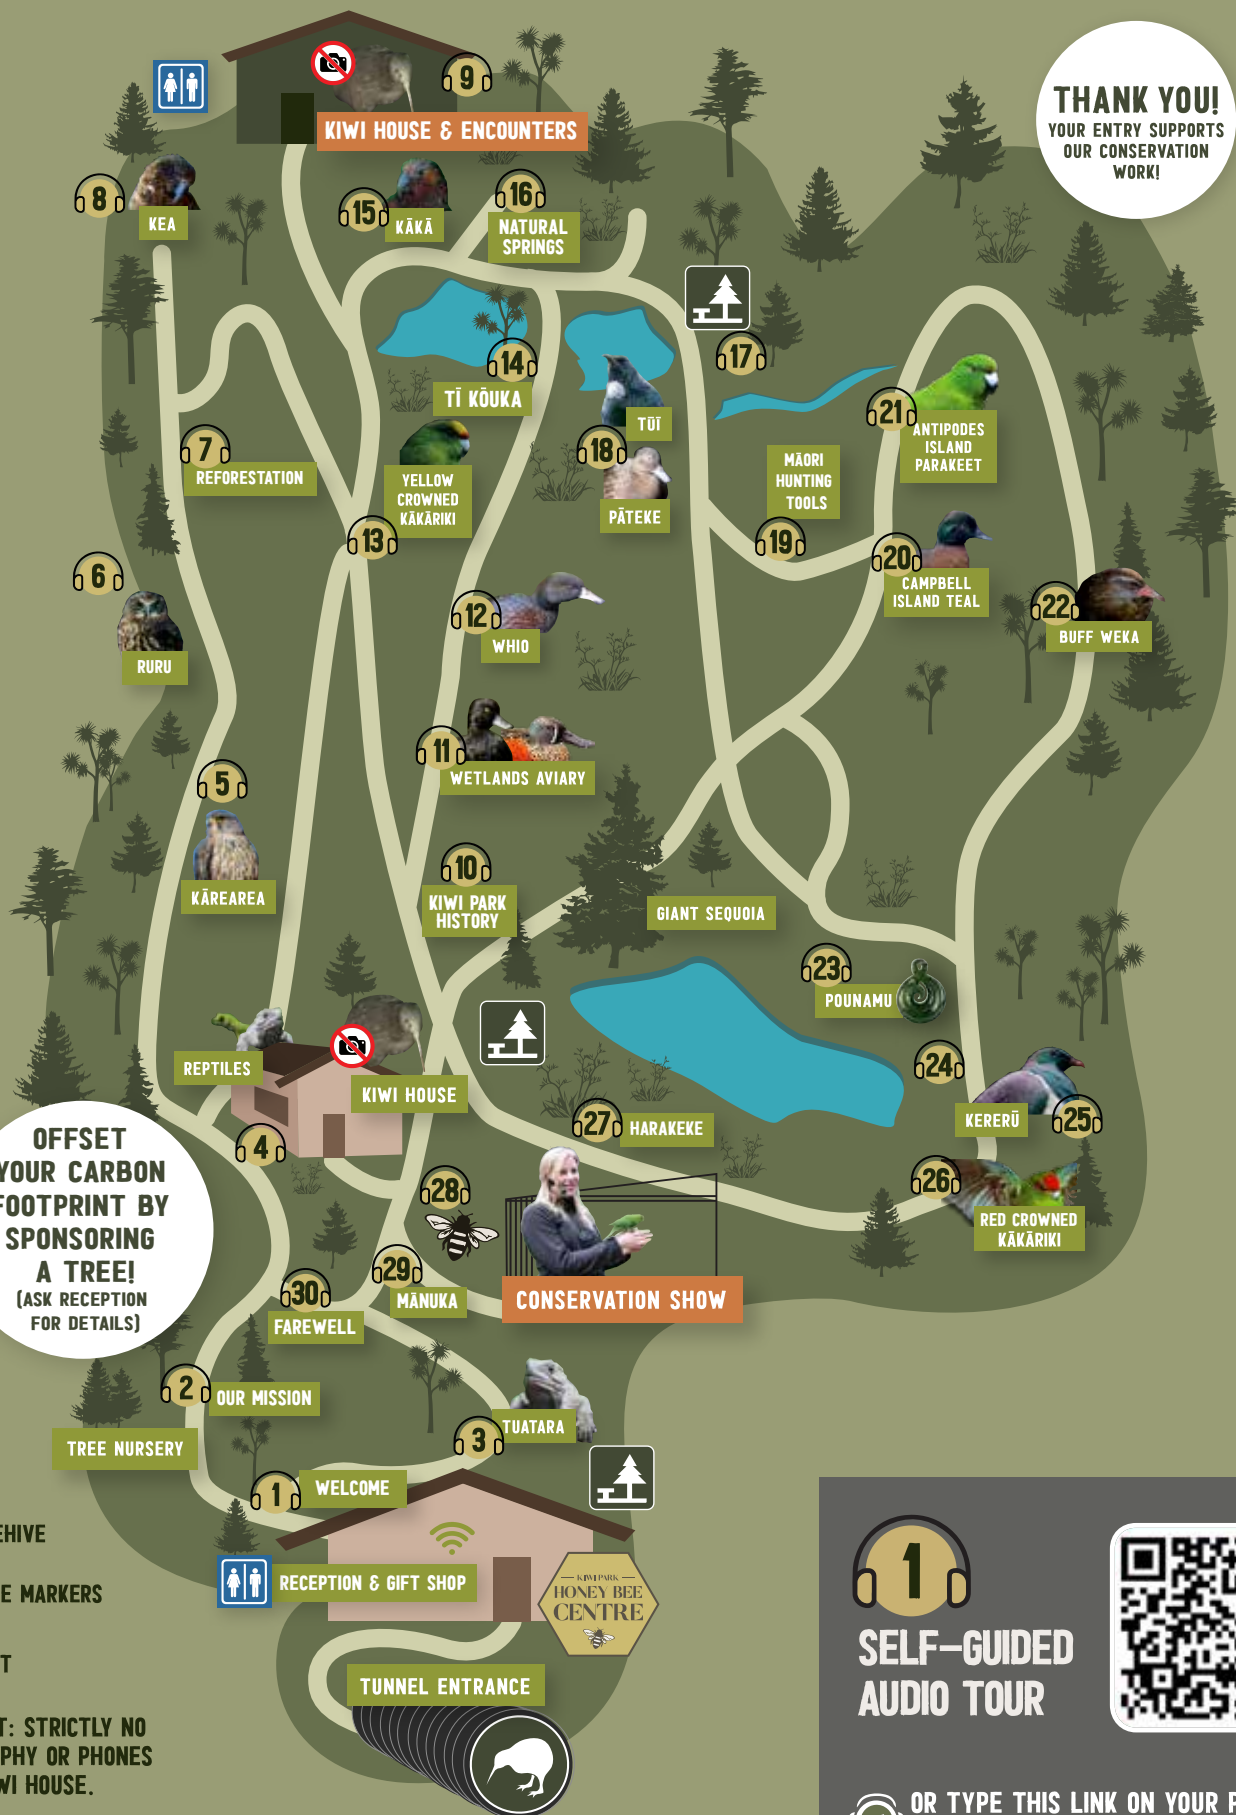 THANK YOU!
YOUR ENTRY SUPPORTS
OUR CONSERVATION
WORK!
9
KIWI HOUSE & ENCOUNTERS
8
KEA
15
KĀKĀ
16
NATURAL
SPRINGS
17
14
TĪ KŌUKA
TŪĪ
18
PĀTEKE
21
ANTIPODES
ISLAND
PARAKEET
7
REFORESTATION
YELLOW
CROWNED
KĀKĀRIKI
13
MĀORI
HUNTING
TOOLS
19
20
CAMPBELL
ISLAND TEAL
6
RURU
12
WHIO
22
BUFF WEKA
11
WETLANDS AVIARY
5
KĀREAREA
10
KIWI PARK
HISTORY
GIANT SEQUOIA
23
POUNAMU
REPTILES
KIWI HOUSE
4
24
KERERŪ
25
27
HARAKEKE
26
RED CROWNED
KĀKĀRIKI
OFFSET
YOUR CARBON
FOOTPRINT BY
SPONSORING
A TREE!
(ASK RECEPTION
FOR DETAILS)
28
29
MĀNUKA
CONSERVATION SHOW
30
FAREWELL
2
OUR MISSION
TREE NURSERY
3
TUATARA
1
WELCOME
RECEPTION & GIFT SHOP
KIWI PARK
HONEY BEE
CENTRE
TUNNEL ENTRANCE
EHIVE
E MARKERS
T
T: STRICTLY NO
PHY OR PHONES
WI HOUSE.
1
SELF-GUIDED
AUDIO TOUR
OR TYPE THIS LINK ON YOUR P